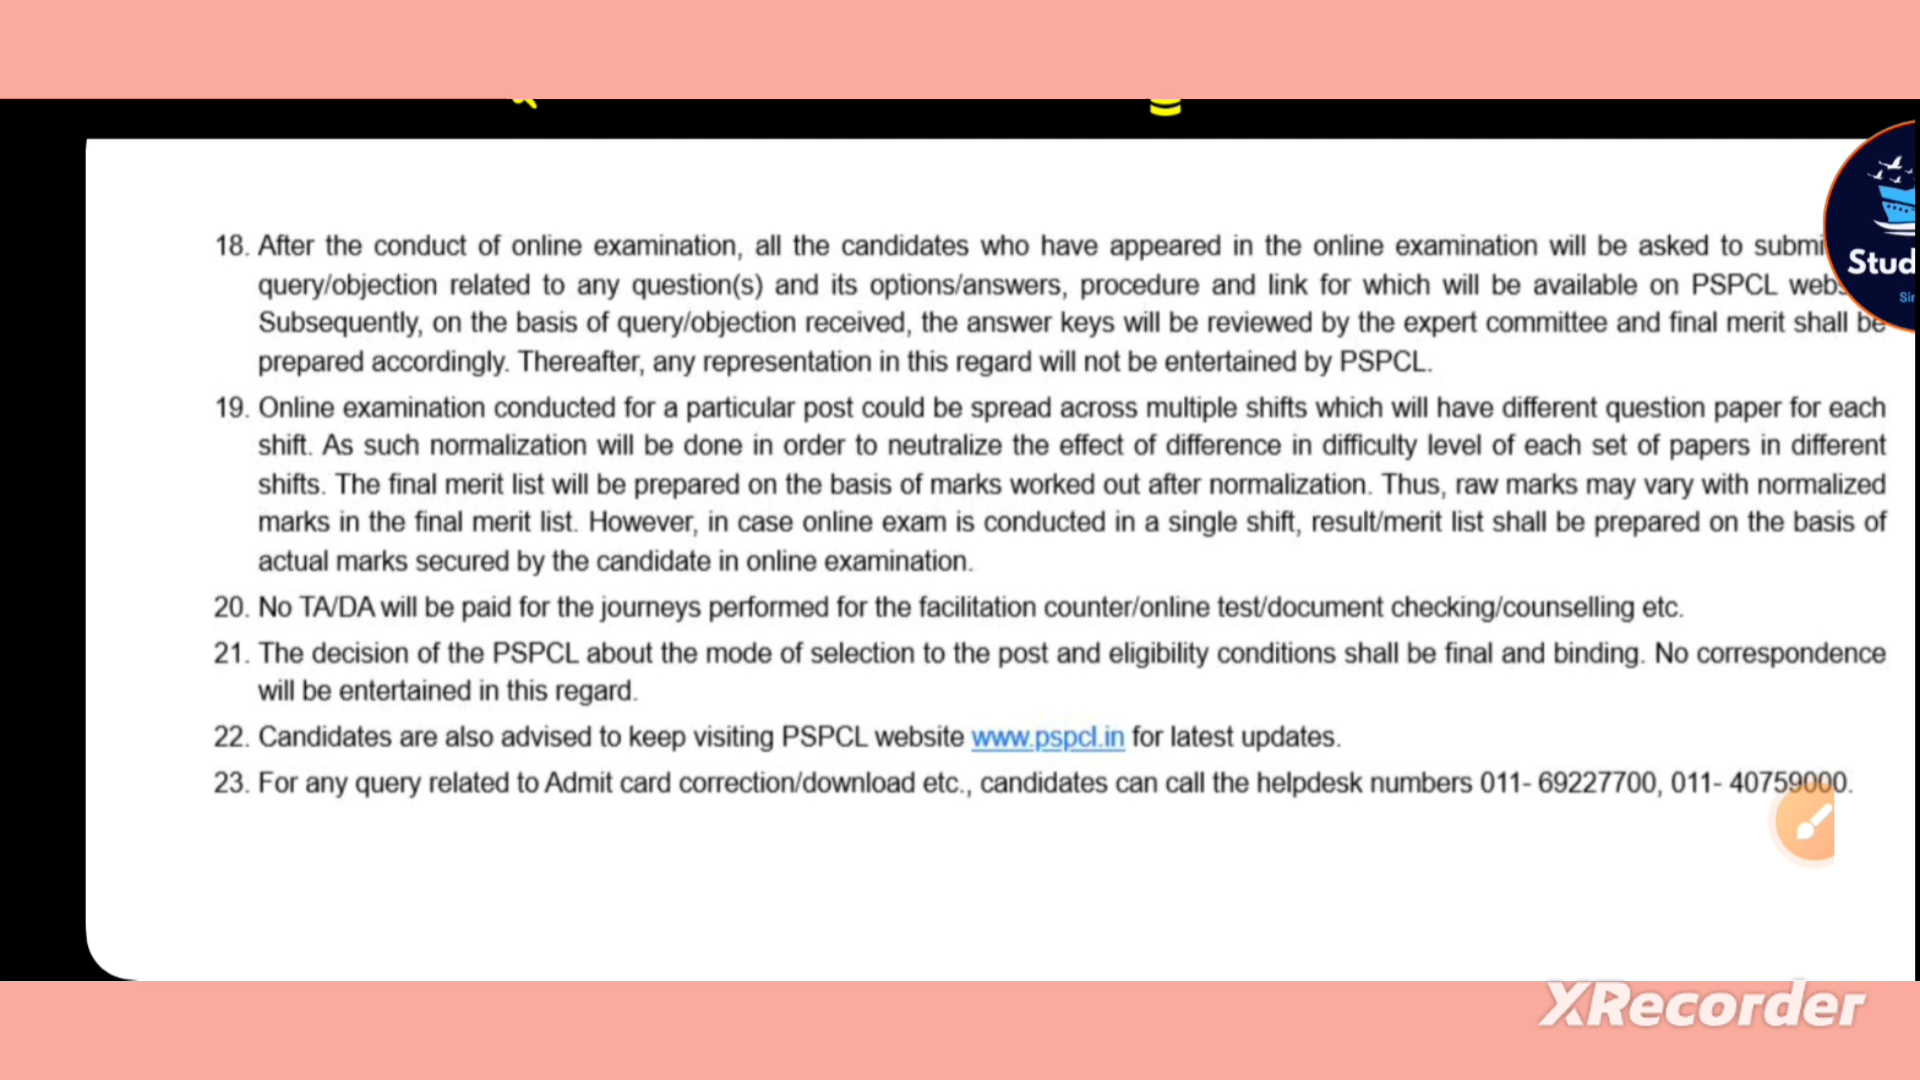 18. After the conduct of online examination, all the candidates who have appeared in the online examination will be asked to
query/objection related to any question(s) and its options/answers, procedure and link for which will be available on PSPCL
Subsequently, on the basis of query/objection received, the answer keys will be reviewed by the expert committee and final merit shall be
prepared accordingly. Thereafter, any representation in this regard will not be entertained by PSPCL.
19. Online examination conducted for a particular post could be spread across multiple shifts which will have different question paper for each
shift. As such normalization will be done in order to neutralize the effect of difference in difficulty level of each set of papers in different
shifts. The final merit list will be prepared on the basis of marks worked out after normalization. Thus, raw marks may vary with normalized
marks in the final merit list. However, in case online exam is conducted in a single shift, result/merit list shall be prepared on the basis of
actual marks secured by the candidate in online examination.
20. No TA/DA will be paid for the journeys performed for the facilitation counter/online test/document checking/counselling etc.
21. The decision of the PSPCL about the mode of selection to the post and eligibility conditions shall be final and binding. No correspondence
will be entertained in this regard.
22. Candidates are also advised to keep visiting PSPCL website www.pspcl.in for latest updates.
23. For any query related to Admit card correction/download etc., candidates can call the helpdesk numbers 011- 69227700, 011- 40759000.
Stud
XRecorder